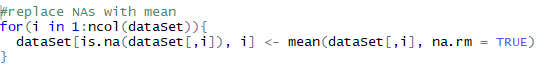 #replace NAs with mean
for(i in 1:ncol(dataSet)){
  dataSet[is.na(dataSet[,i]), i] <- mean(dataSet[,i], na.rm = TRUE)
}